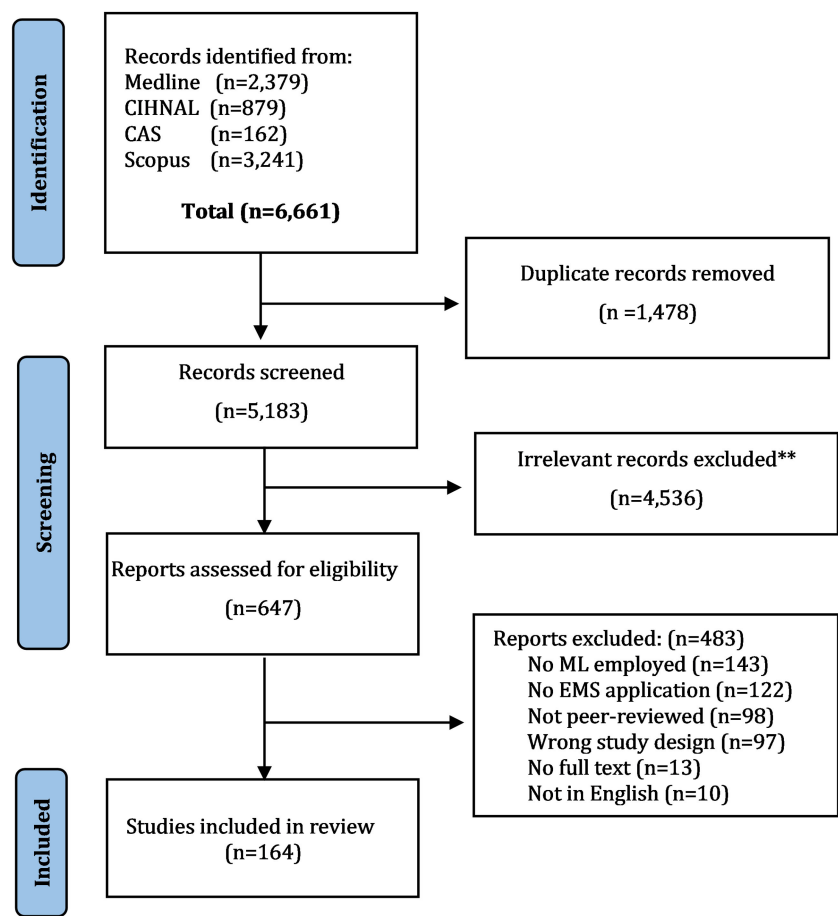 Identification
Records identified from:
Medline (n=2,379)
CIHNAL (n=879)
CAS (n=162)
Scopus (n=3,241)
Total (n=6,661)
Duplicate records removed
(n =1,478)
Screening
Records screened
(n=5,183)
Irrelevant records excluded**
(n=4,536)
Reports assessed for eligibility
(n=647)
Reports excluded: (n=483)
No ML employed (n=143)
No EMS application (n=122)
Not peer-reviewed (n=98)
Wrong study design (n=97)
No full text (n=13)
Not in English (n=10)
Included
Studies included in review
(n=164)